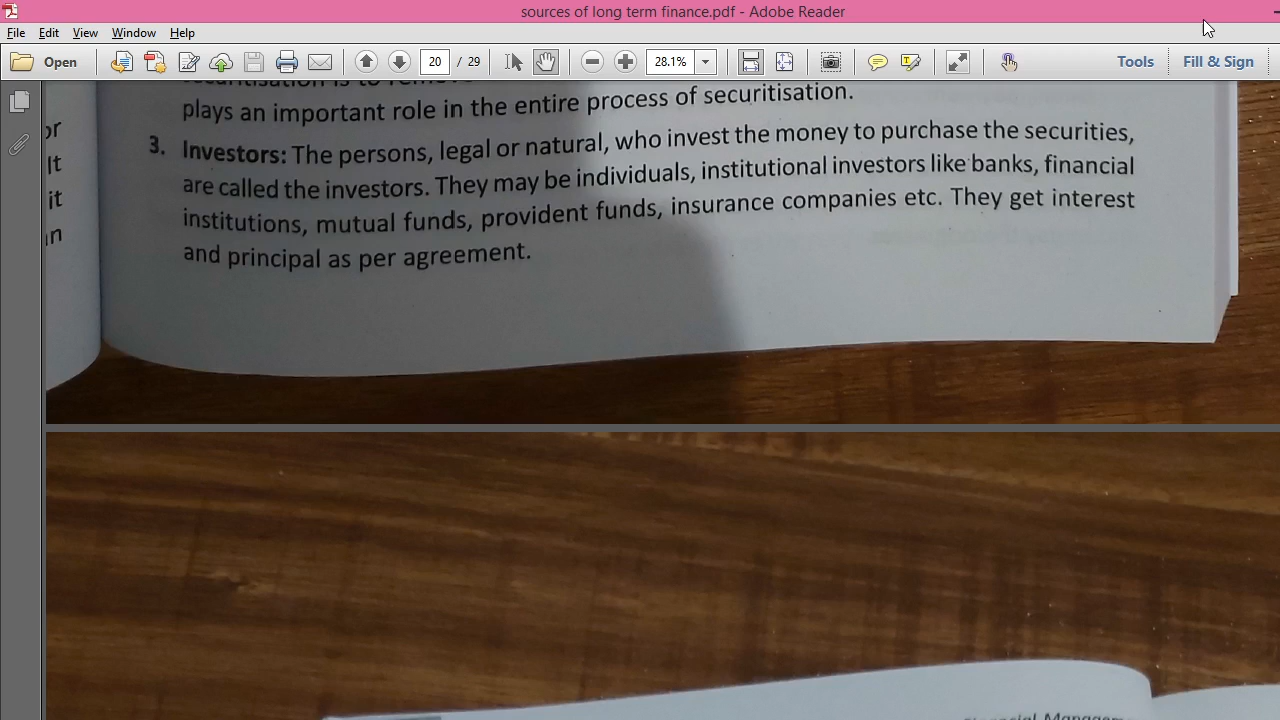 sources of long term finance.pdf - Adobe Reader
File Edit View Window Help
Open 20 / 29 28.1% Tools Fill & Sign
plays an important role in the entire process of securitisation.
3. Investors: The persons, legal or natural, who invest the money to purchase the securities,
are called the investors. They may be individuals, institutional investors like banks, financial
institutions, mutual funds, provident funds, insurance companies etc. They get interest
and principal as per agreement.
or
It
it